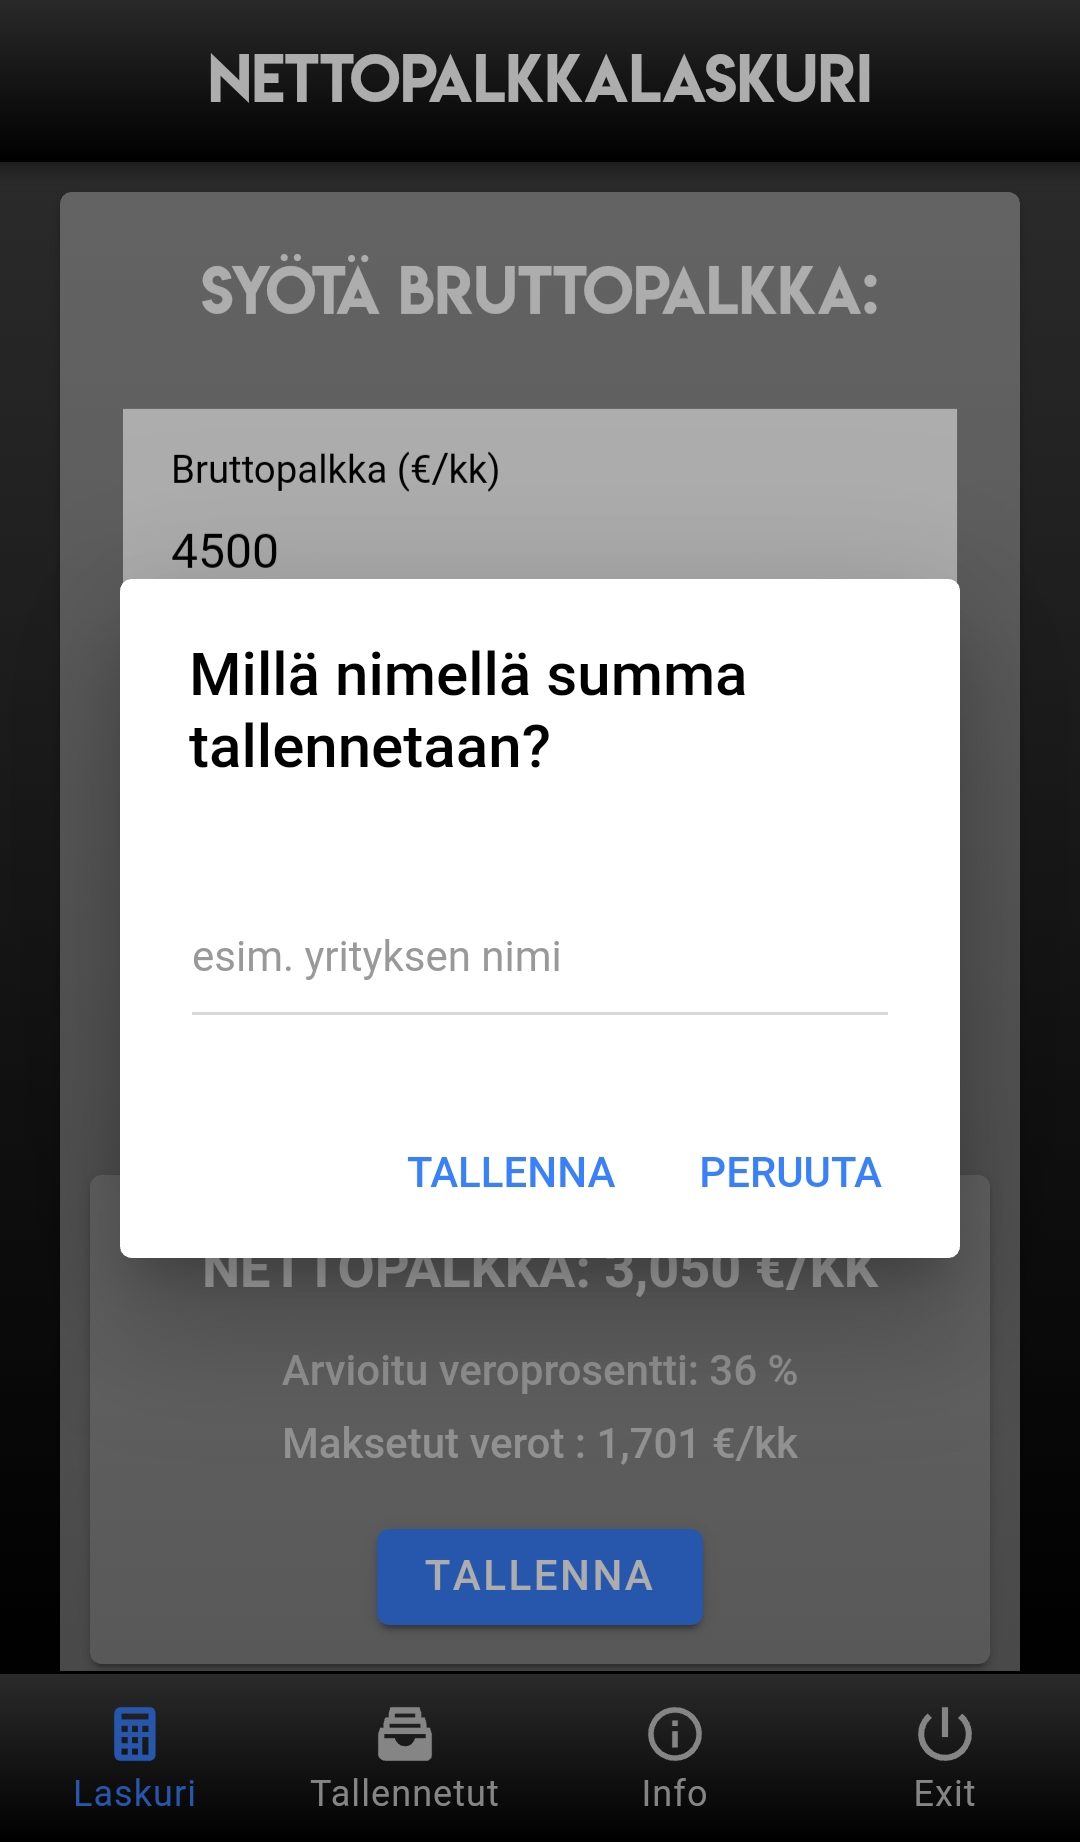 NETTOPALKKALASKURI
SYÖTÄ BRUTTOPALKKA:
Bruttopalkka (€/kk)
4500
Millä nimellä summa
tallennetaan?
esim. yrityksen nimi
TALLENNA PERUUTA
NETTOPALKKA: 3,050 €/KK
Arvioitu veroprosentti: 36 %
Maksetut verot : 1,701 €/kk
TALLENNA
Laskuri Tallennetut Info Exit